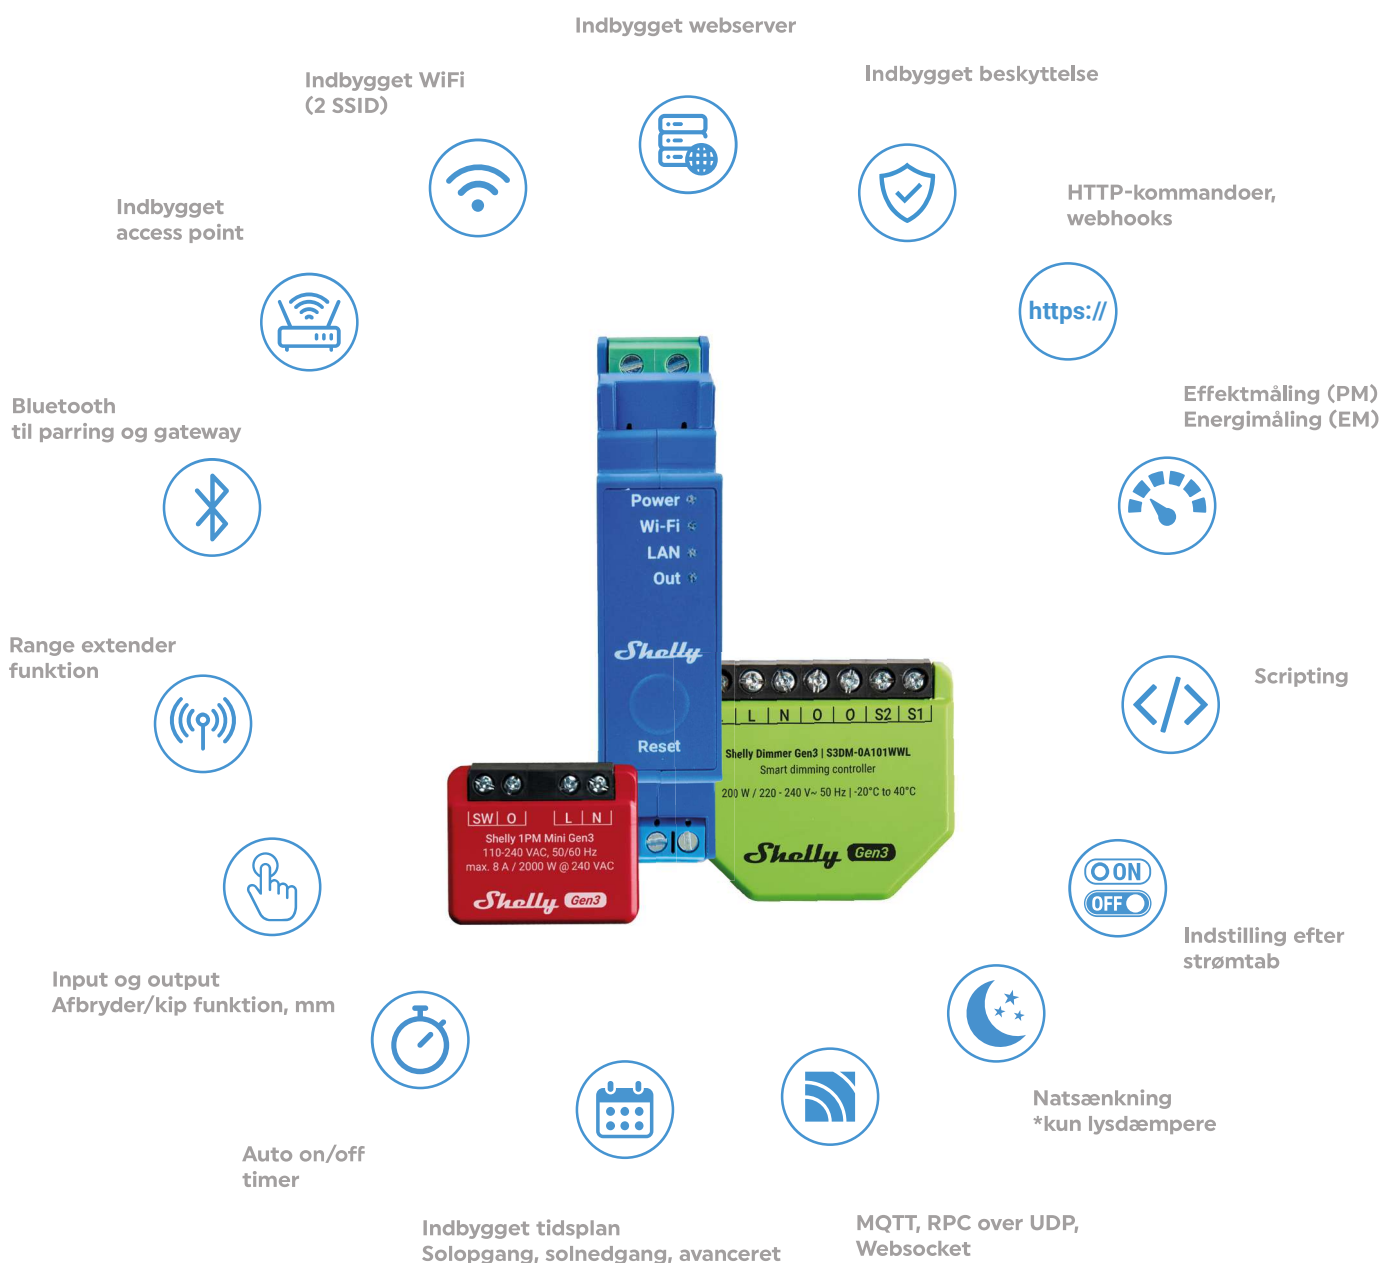 Indbygget webserver
Indbygget WiFi
(2 SSID)
Indbygget beskyttelse
HTTP-kommandoer,
webhooks
Indbygget
access point
https://
Effektmåling (PM)
Energimåling (EM)
Bluetooth
til parring og gateway
Power
Wi-Fi
LAN
Out
Shelly
Reset
Range extender
funktion
Scripting
L N O O S2 S1
Shelly Dimmer Gen3 | S3DM-0A101WWL
Smart dimming controller
200 W / 220 - 240 V~ 50 Hz | -20°C to 40°C
Shelly Gen3
SW O L N
Shelly 1PM Mini Gen3
110-240 VAC, 50/60 Hz
max. 8 A / 2000 W @ 240 VAC
Shelly Gen3
ON
OFF
Indstilling efter
strømtab
Input og output
Afbryder/kip funktion, mm
Natsænkning
*kun lysdæmpere
Auto on/off
timer
Indbygget tidsplan
Solopgang, solnedgang, avanceret
MQTT, RPC over UDP,
Websocket